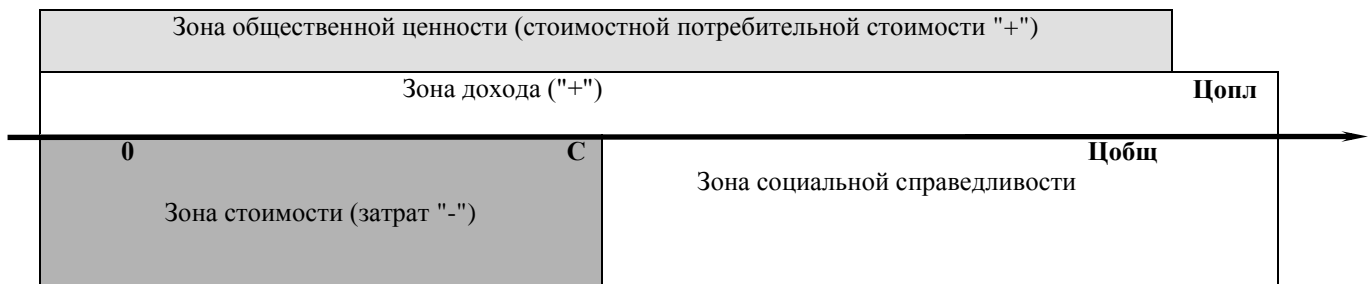 Зона общественной ценности (стоимостной потребительной стоимости "+")
Зона дохода ("+")
Цопл
0
С
Цобщ
Зона социальной справедливости
Зона стоимости (затрат "-")